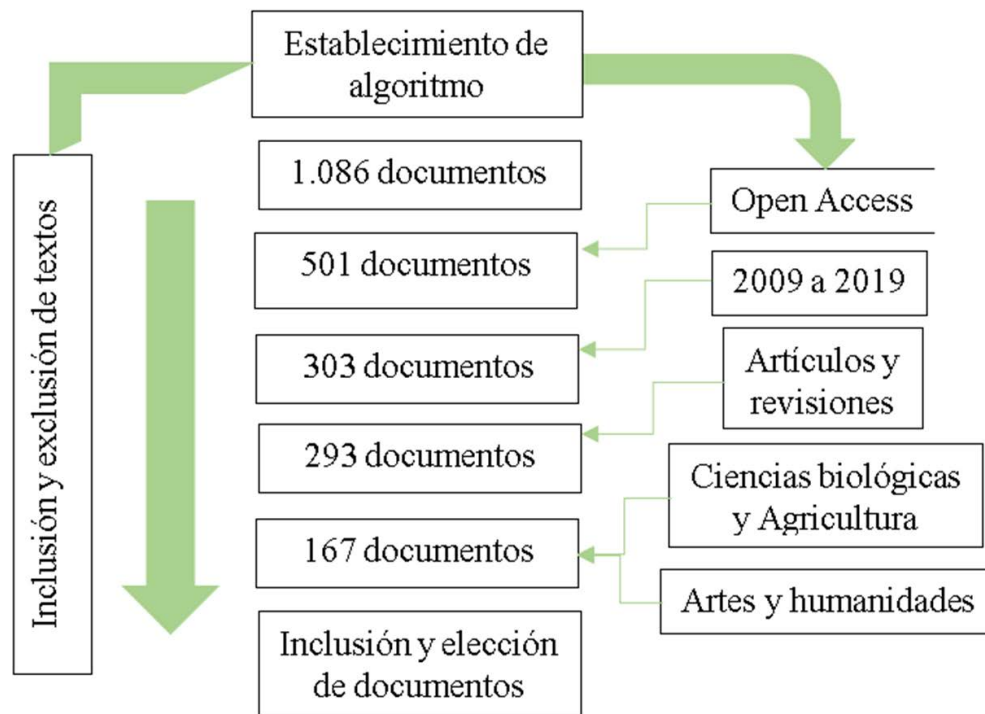 Establecimiento de
algoritmo
Inclusión y exclusión de textos
1.086 documentos
Open Access
501 documentos
2009 a 2019
303 documentos
Artículos y
revisiones
293 documentos
Ciencias biológicas
y Agricultura
167 documentos
Artes y humanidades
Inclusión y elección
de documentos